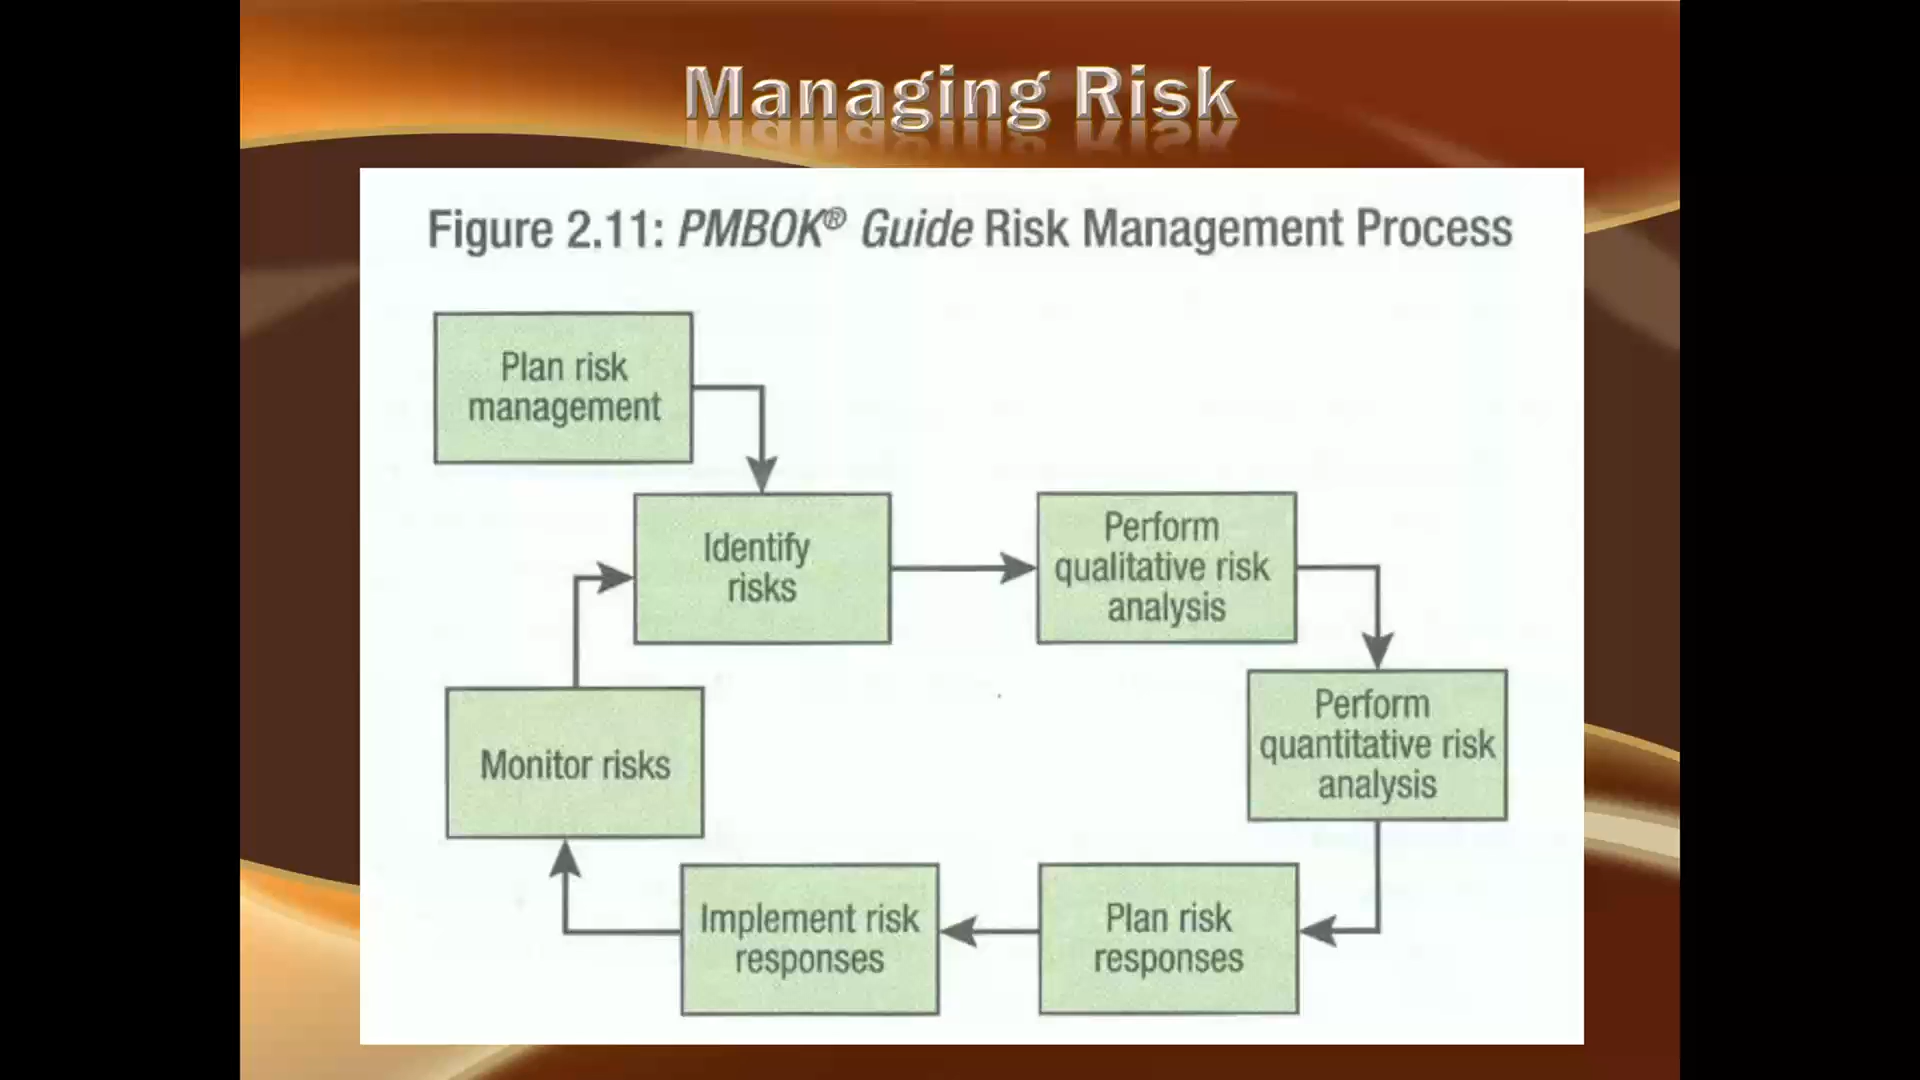 Managing Risk
Figure 2.11: PMBOK® Guide Risk Management Process
Plan risk
management
Identify
risks
Perform
qualitative risk
analysis
Perform
quantitative risk
analysis
Plan risk
responses
Implement risk
responses
Monitor risks